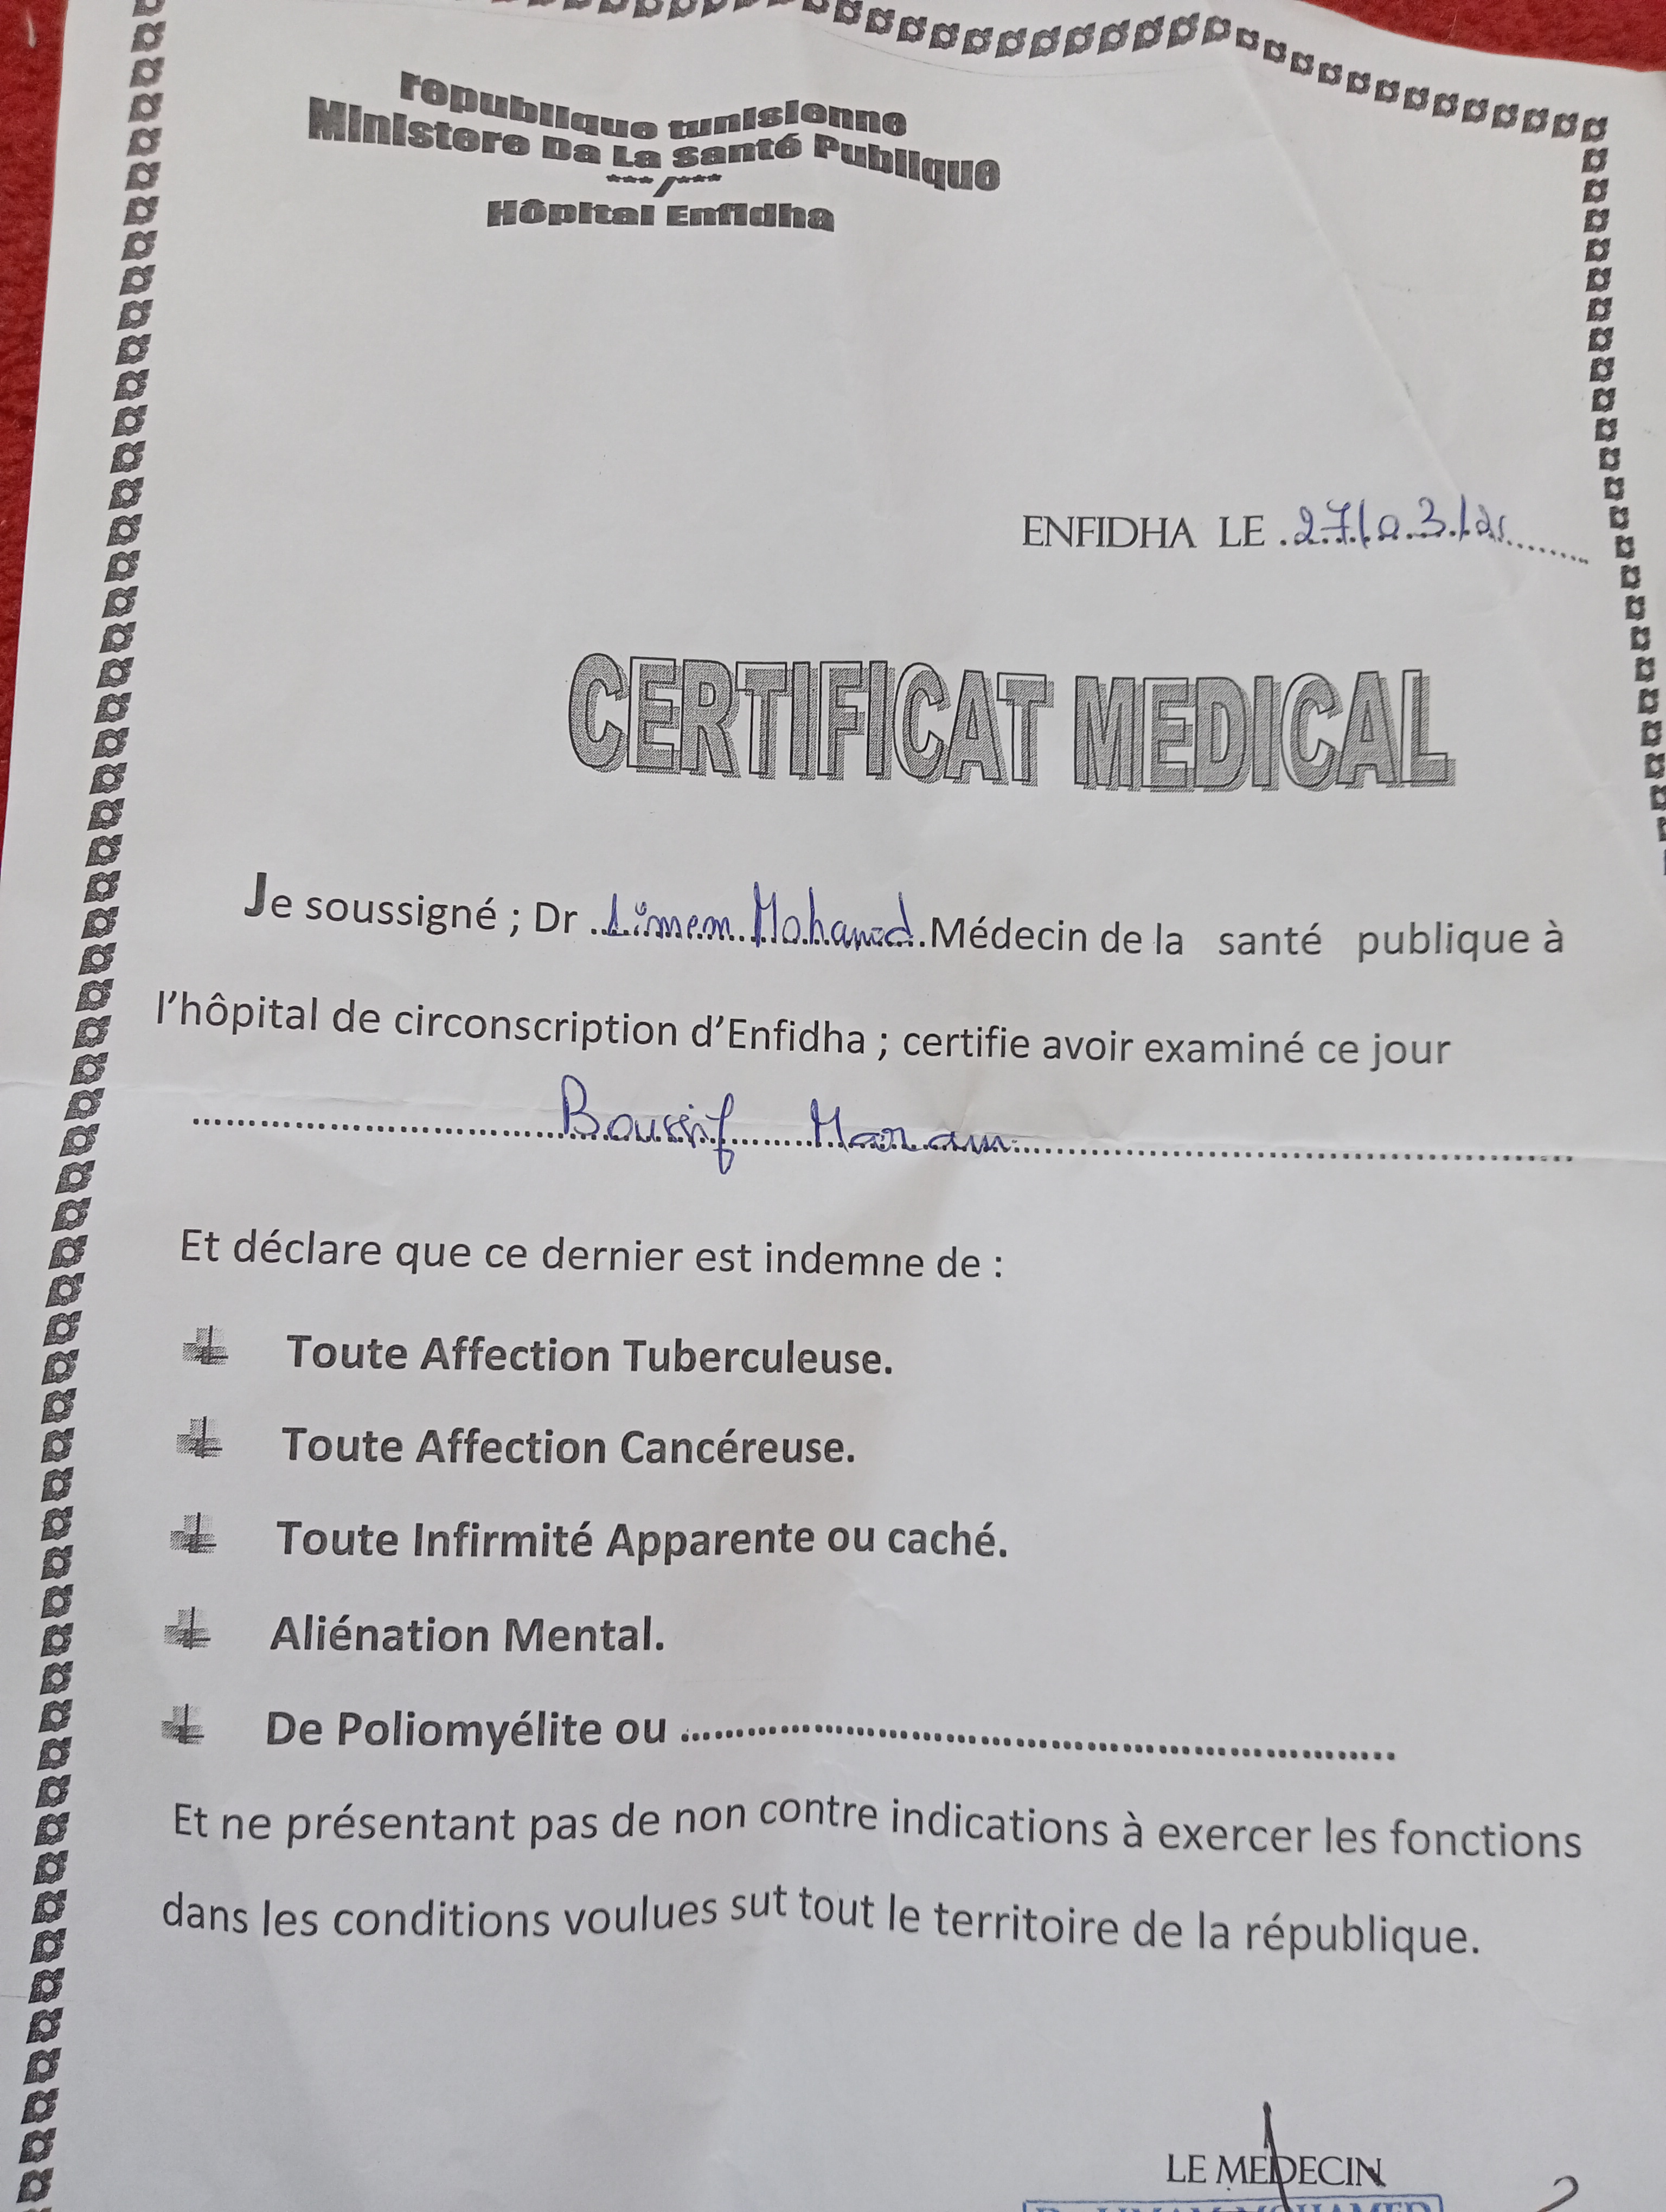 republique tunisienne
Ministere Da La Santé Publique
***/***
Hôpital Enfidha
ENFIDHA LE .27/03/25
CERTIFICAT MEDICAL
Je soussigné ; Dr Limem Mohamed Médecin de la santé publique à
l'hôpital de circonscription d'Enfidha ; certifie avoir examiné ce jour
Boussif Maram
Et déclare que ce dernier est indemne de :
Toute Affection Tuberculeuse.
Toute Affection Cancéreuse.
Toute Infirmité Apparente ou caché.
Aliénation Mental.
De Poliomyélite ou ..........
Et ne présentant pas de non contre indications à exercer les fonctions
dans les conditions voulues sut tout le territoire de la république.
LE MEDECIN